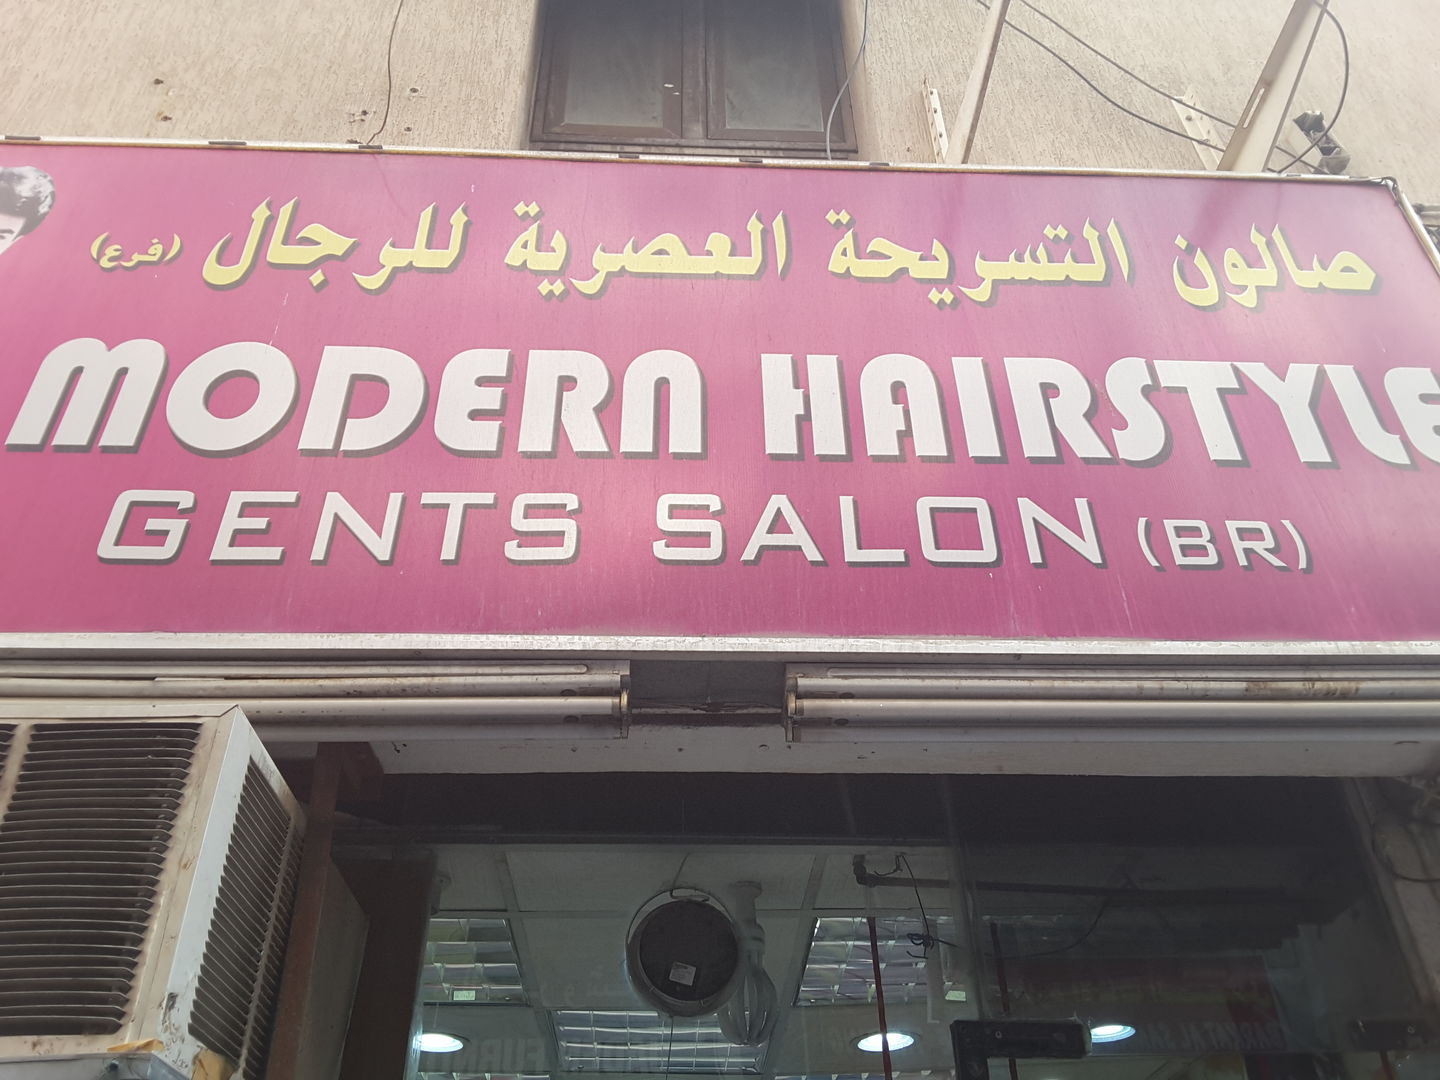 صالون التسريحة العصرية للرجال (فرع)
MODERN HAIRSTYLE
GENTS SALON (BR)